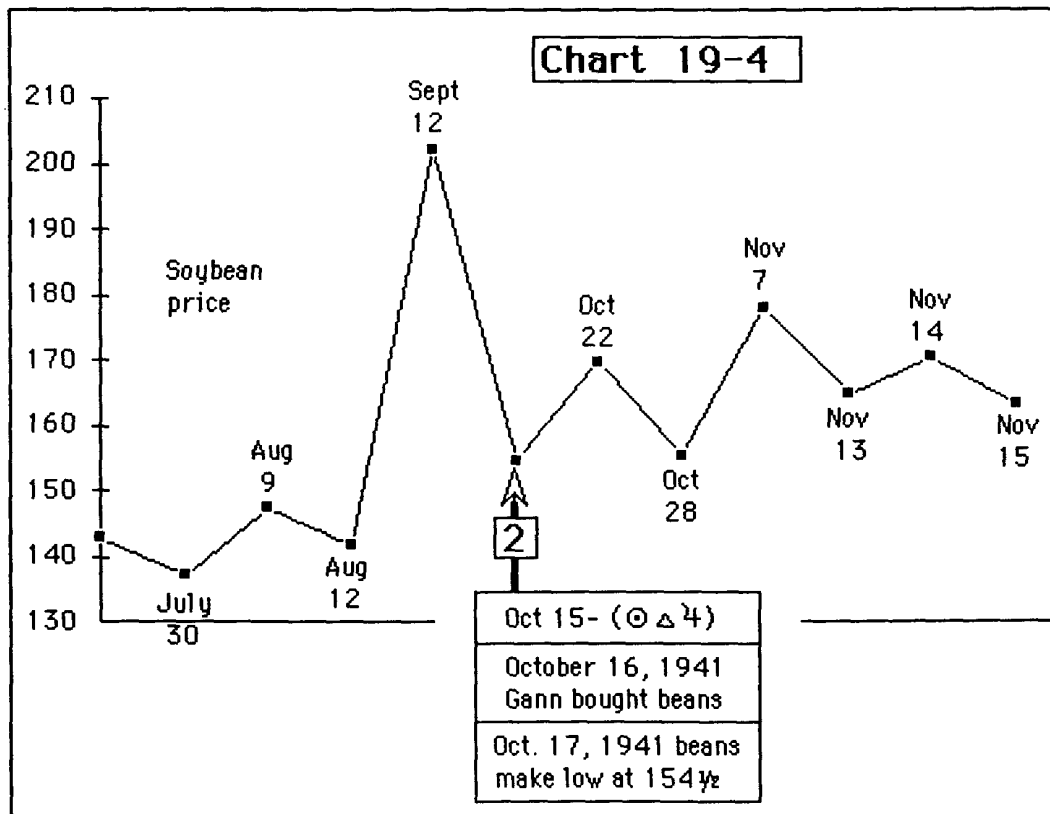 Chart 19-4
210
200
190
180
170
160
150
140
130
Soybean
price
July
30
Aug
9
Aug
12
Sept
12
Oct
22
Oct
28
Nov
7
Nov
13
Nov
14
Nov
15
2
Oct 15- (☉ △ ♃)
October 16, 1941
Gann bought beans
Oct. 17, 1941 beans
make low at 154½